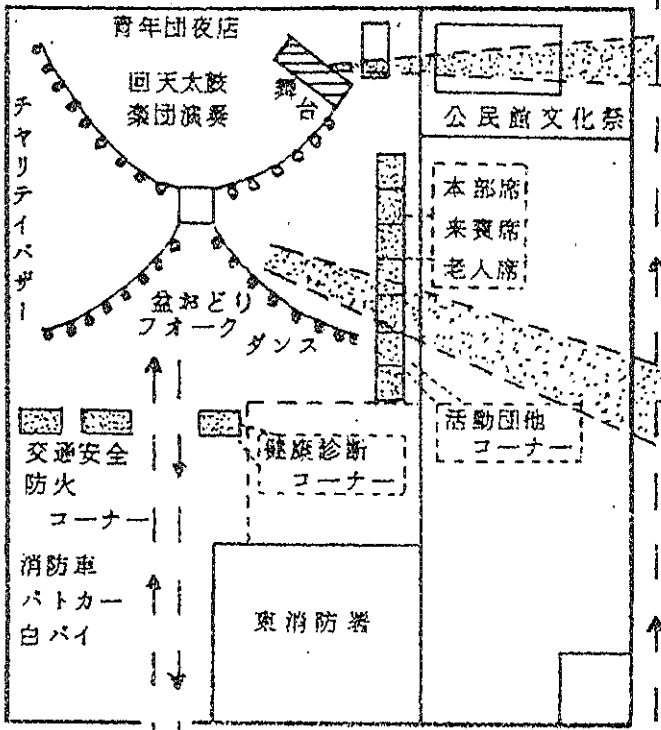 青年団夜店
回天太鼓
楽団演奏
舞台
チャリテイバザー
公民館文化祭
本部席
来賓席
老人席
盆おどり
フォーク
ダンス
活動団他
コーナー
健康診断
コーナー
交通安全
防火
コーナー
消防車
パトカー
白バイ
東消防署